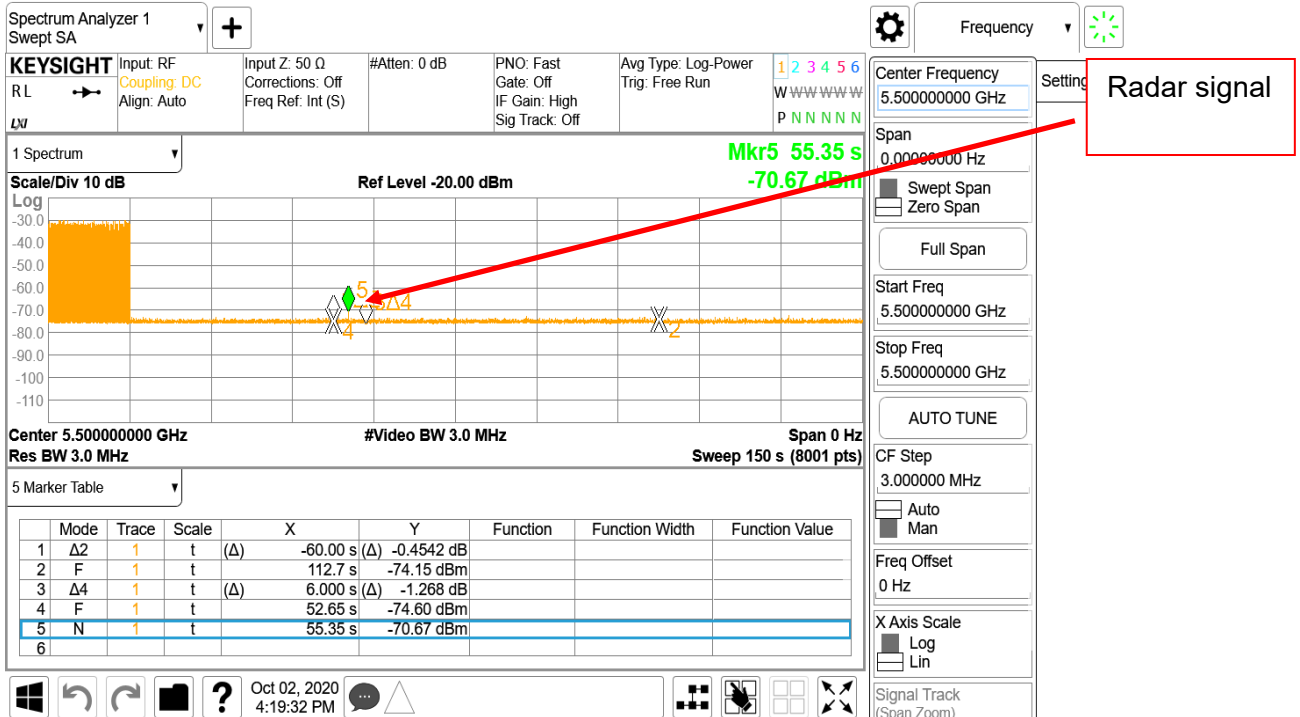 Spectrum Analyzer 1
Swept SA
Frequency
KEYSIGHT
RL
LXI
Input: RF
Coupling: DC
Align: Auto
Input Z: 50 Ω
Corrections: Off
Freq Ref: Int (S)
#Atten: 0 dB
PNO: Fast
Gate: Off
IF Gain: High
Sig Track: Off
Avg Type: Log-Power
Trig: Free Run
1 2 3 4 5 6
W W W W W W
P N N N N N
Radar signal
1 Spectrum
Mkr5 55.35 s
Scale/Div 10 dB
Ref Level -20.00 dBm
-70.67 dBm
Log
-30.0
-40.0
-50.0
-60.0
-70.0
-80.0
-90.0
-100
-110
5
Δ4
4
2
Center 5.500000000 GHz
#Video BW 3.0 MHz
Span 0 Hz
Res BW 3.0 MHz
Sweep 150 s (8001 pts)
5 Marker Table
Mode Trace Scale X Y Function Function Width Function Value
1 Δ2 1 t (Δ) -60.00 s (Δ) -0.4542 dB
2 F 1 t 112.7 s -74.15 dBm
3 Δ4 1 t (Δ) 6.000 s (Δ) -1.268 dB
4 F 1 t 52.65 s -74.60 dBm
5 N 1 t 55.35 s -70.67 dBm
6
Oct 02, 2020
4:19:32 PM
Center Frequency
5.500000000 GHz
Setting
Span
0.00000000 Hz
Swept Span
Zero Span
Full Span
Start Freq
5.500000000 GHz
Stop Freq
5.500000000 GHz
AUTO TUNE
CF Step
3.000000 MHz
Auto
Man
Freq Offset
0 Hz
X Axis Scale
Log
Lin
Signal Track
(Span Zoom)